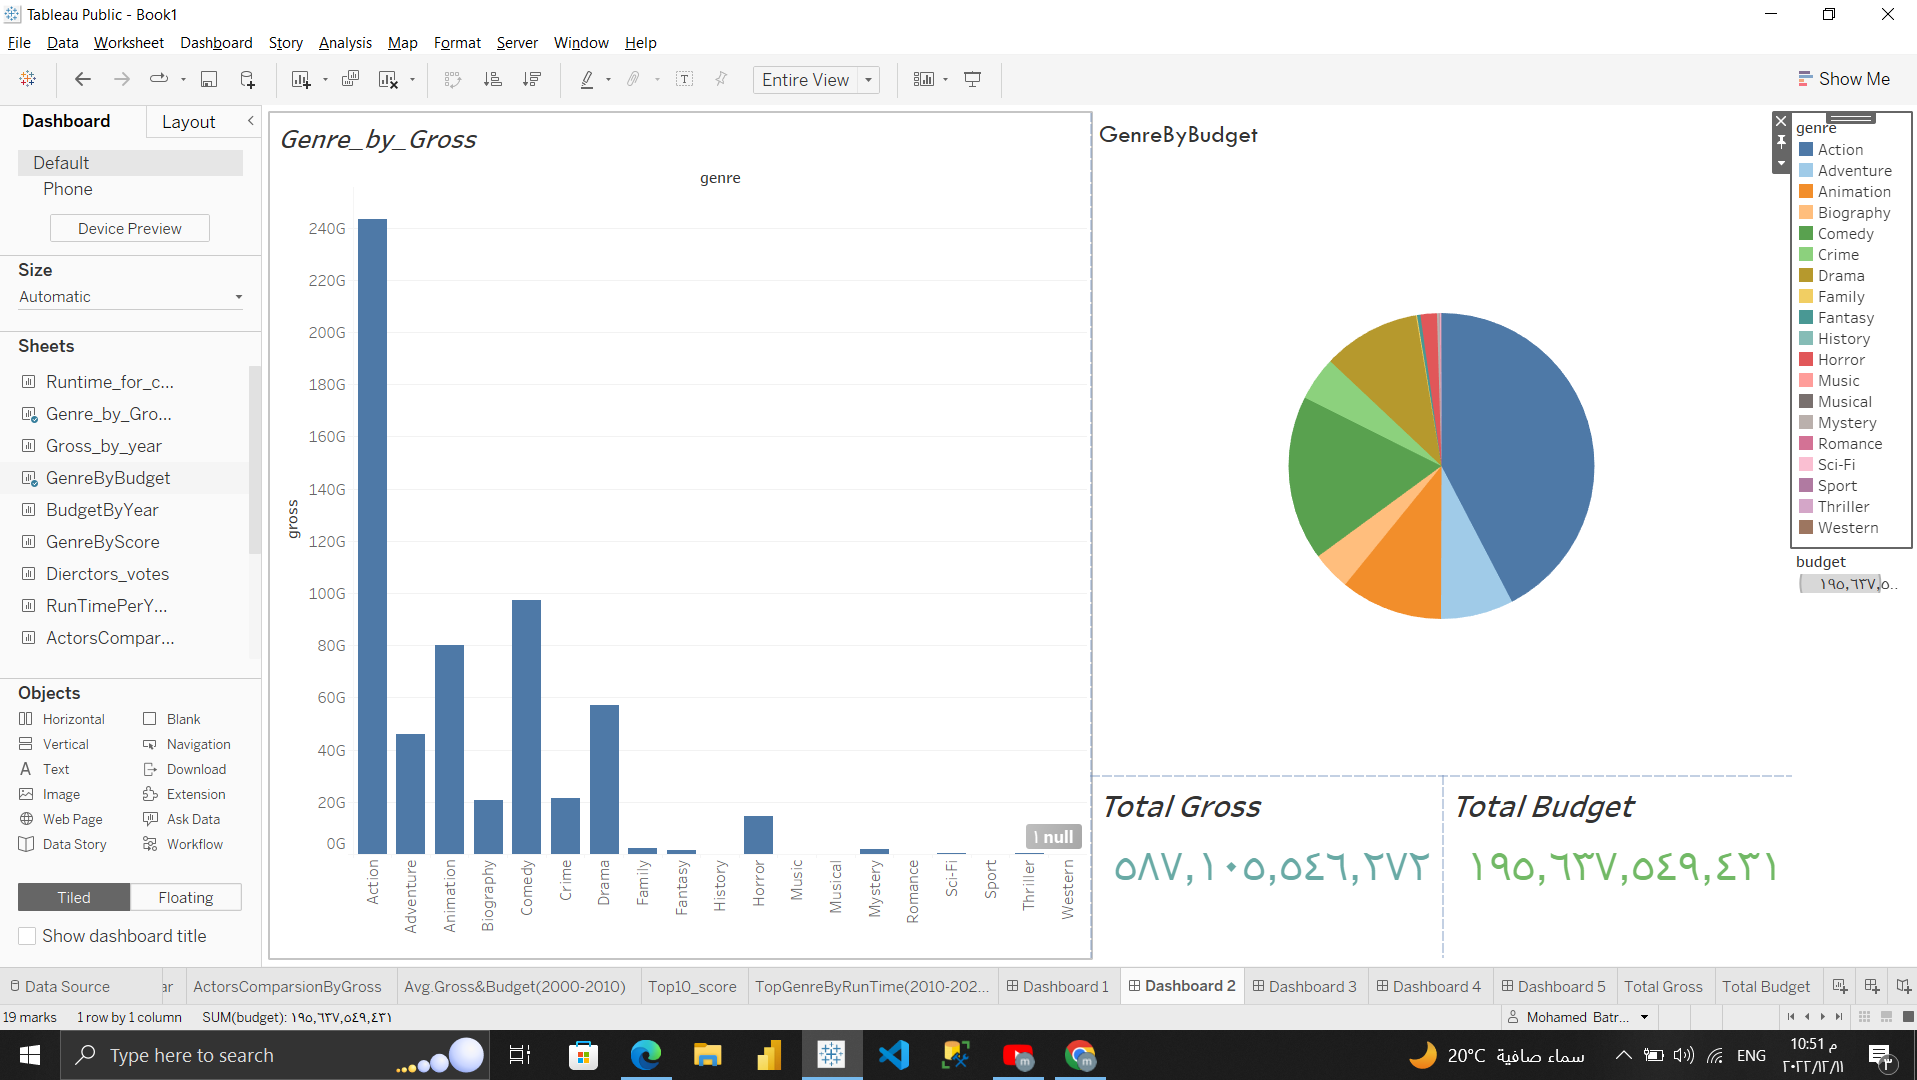 Tableau Public - Book1
File Data Worksheet Dashboard Story Analysis Map Format Server Window Help
Entire View
Show Me
Dashboard
Layout
Default
Phone
Device Preview
Size
Automatic
Sheets
Runtime_for_c...
Genre_by_Gro...
Gross_by_year
GenreByBudget
BudgetByYear
GenreByScore
Dierctors_votes
RunTimePerY...
ActorsCompar...
Objects
Horizontal Blank
Vertical Navigation
Text Download
Image Extension
Web Page Ask Data
Data Story Workflow
Tiled Floating
Show dashboard title
Genre_by_Gross
genre
gross
240G
220G
200G
180G
160G
140G
120G
100G
80G
60G
40G
20G
0G
١ null
Action
Adventure
Animation
Biography
Comedy
Crime
Drama
Family
Fantasy
History
Horror
Music
Musical
Mystery
Romance
Sci-Fi
Sport
Thriller
Western
GenreByBudget
genre
Action
Adventure
Animation
Biography
Comedy
Crime
Drama
Family
Fantasy
History
Horror
Music
Musical
Mystery
Romance
Sci-Fi
Sport
Thriller
Western
budget
١٩٥,٦٣٧,٥..
Total Gross
٥٨٧,١٠٥,٥٤٦,٢٧٢
Total Budget
١٩٥,٦٣٧,٥٤٩,٤٣١
Data Source ar ActorsComparsionByGross Avg.Gross&Budget(2000-2010) Top10_score TopGenreByRunTime(2010-202... Dashboard 1 Dashboard 2 Dashboard 3 Dashboard 4 Dashboard 5 Total Gross Total Budget
19 marks 1 row by 1 column SUM(budget): ١٩٥,٦٣٧,٥٤٩,٤٣١
Mohamed Batr...
Type here to search
20°C سماء صافية
ENG
10:51 م
٢٠٢٢/١٢/١١
٣